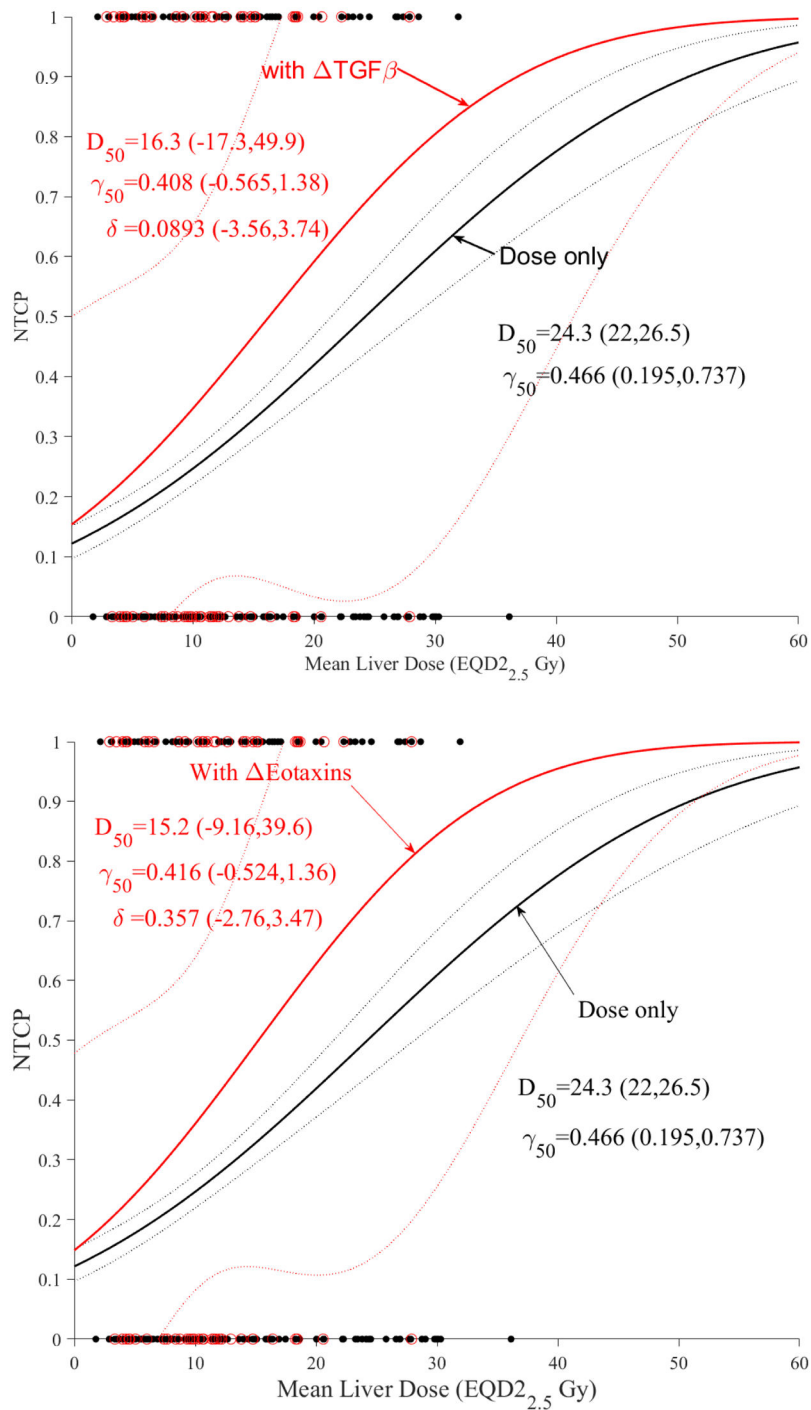 1
with ΔTGFβ
0.9
D50=16.3 (-17.3,49.9)
0.8
γ50=0.408 (-0.565,1.38)
δ =0.0893 (-3.56,3.74)
0.7
0.6
Dose only
NTCP
0.5
D50=24.3 (22,26.5)
0.4
γ50=0.466 (0.195,0.737)
0.3
0.2
0.1
0
0 10 20 30 40 50 60
Mean Liver Dose (EQD22.5 Gy)
1
With ΔEotaxins
0.9
D50=15.2 (-9.16,39.6)
0.8
γ50=0.416 (-0.524,1.36)
0.7
δ =0.357 (-2.76,3.47)
0.6
Dose only
NTCP
0.5
D50=24.3 (22,26.5)
0.4
γ50=0.466 (0.195,0.737)
0.3
0.2
0.1
0
0 10 20 30 40 50 60
Mean Liver Dose (EQD22.5 Gy)